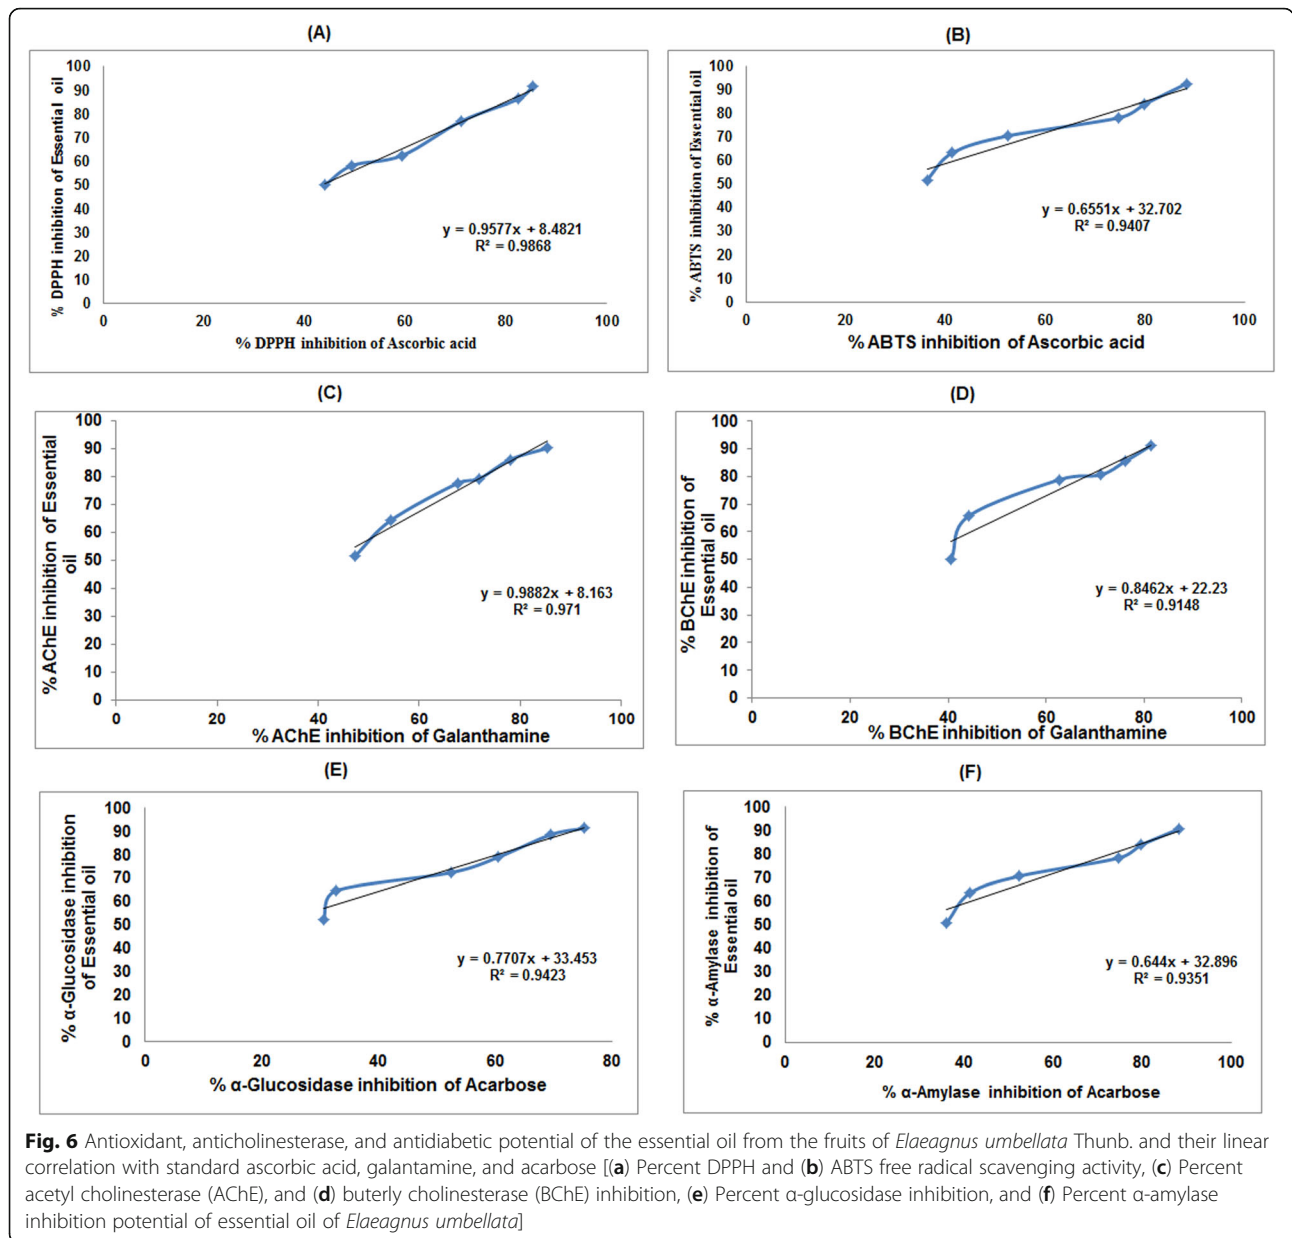 (A)
% DPPH inhibition of Essential oil
100
90
80
70
60
50
40
30
20
10
0
y = 0.9577x + 8.4821
R² = 0.9868
0 20 40 60 80 100
% DPPH inhibition of Ascorbic acid
(B)
% ABTS inhibition of Essential oil
100
90
80
70
60
50
40
30
20
10
0
y = 0.6551x + 32.702
R² = 0.9407
0 20 40 60 80 100
% ABTS inhibition of Ascorbic acid
(C)
% AChE inhibition of Essential
oil
100
90
80
70
60
50
40
30
20
10
0
y = 0.9882x + 8.163
R² = 0.971
0 20 40 60 80 100
% AChE inhibition of Galanthamine
(D)
% BChE inhibition of
Essential oil
100
90
80
70
60
50
40
30
20
10
0
y = 0.8462x + 22.23
R² = 0.9148
0 20 40 60 80 100
% BChE inhibition of Galanthamine
(E)
% α-Glucosidase inhibition
of Essential oil
100
90
80
70
60
50
40
30
20
10
0
y = 0.7707x + 33.453
R² = 0.9423
0 20 40 60 80
% α-Glucosidase inhibition of Acarbose
(F)
% α-Amylase inhibition of
Essential oil
100
90
80
70
60
50
40
30
20
10
0
y = 0.644x + 32.896
R² = 0.9351
0 20 40 60 80 100
% α-Amylase inhibition of Acarbose
Fig. 6 Antioxidant, anticholinesterase, and antidiabetic potential of the essential oil from the fruits of Elaeagnus umbellata Thunb. and their linear
correlation with standard ascorbic acid, galantamine, and acarbose [(a) Percent DPPH and (b) ABTS free radical scavenging activity, (c) Percent
acetyl cholinesterase (AChE), and (d) buterly cholinesterase (BChE) inhibition, (e) Percent α-glucosidase inhibition, and (f) Percent α-amylase
inhibition potential of essential oil of Elaeagnus umbellata]